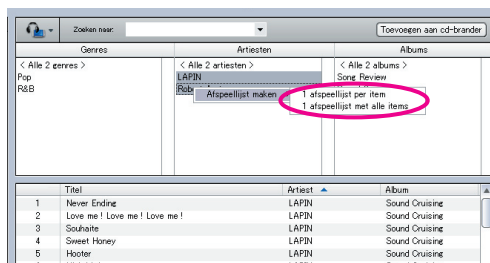 Zoeken naar:
Toevoegen aan cd-brander
Genres
Artiesten
Albums
< Alle 2 genres >
< Alle 2 artiesten >
< Alle 2 albums >
Pop
LAPIN
Song Review
R&B
Afspeellijst maken
1 afspeellijst per item
1 afspeellijst met alle items
Titel Artiest Album
1 Never Ending LAPIN Sound Cruising
2 Love me ! Love me ! Love me ! LAPIN Sound Cruising
3 Souhaite LAPIN Sound Cruising
4 Sweet Honey LAPIN Sound Cruising
5 Hooter LAPIN Sound Cruising